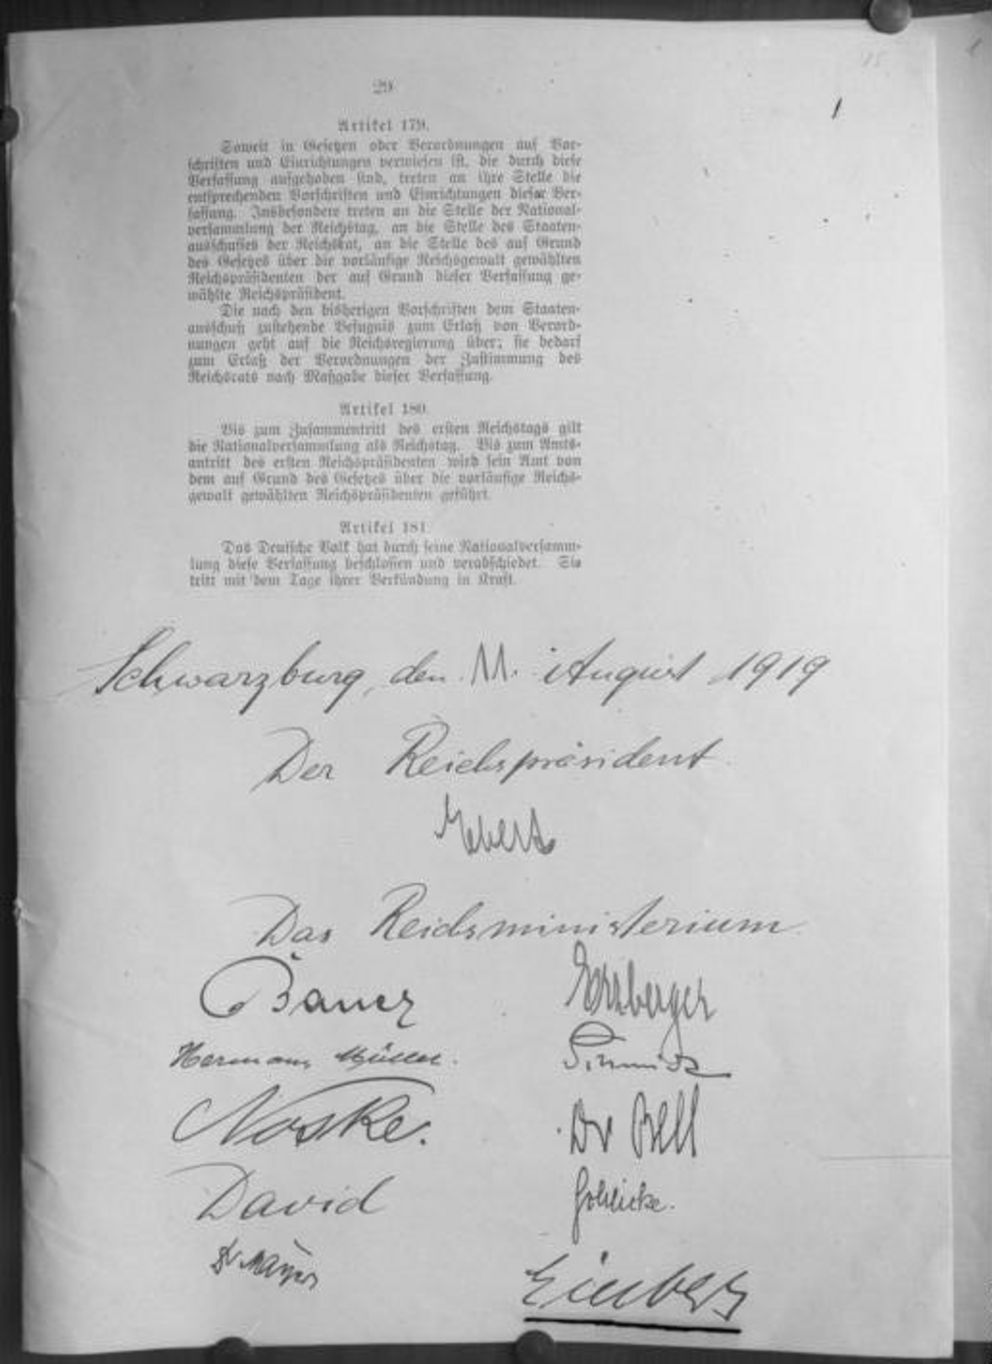 29
Artikel 179.
Soweit in Gesetzen oder Verordnungen auf Vor-
schriften und Einrichtungen verwiesen ist, die durch diese
Verfassung aufgehoben sind, treten an ihre Stelle die
entsprechenden Vorschriften und Einrichtungen dieser Ver-
fassung. Insbesondere treten an die Stelle der National-
versammlung der Reichstag, an die Stelle des Staaten-
ausschusses der Reichsrat, an die Stelle des auf Grund
des Gesetzes über die vorläufige Reichsgewalt gewählten
Reichspräsidenten der auf Grund dieser Verfassung ge-
wählte Reichspräsident.
Die nach den bisherigen Vorschriften dem Staaten-
ausschuß zustehende Befugnis zum Erlaß von Verord-
nungen geht auf die Reichsregierung über; sie bedarf
zum Erlaß der Verordnungen der Zustimmung des
Reichsrats nach Maßgabe dieser Verfassung.
Artikel 180.
Bis zum Zusammentritt des ersten Reichstags gilt
die Nationalversammlung als Reichstag. Bis zum Amts-
antritt des ersten Reichspräsidenten wird sein Amt von
dem auf Grund des Gesetzes über die vorläufige Reichs-
gewalt gewählten Reichspräsidenten geführt.
Artikel 181.
Das Deutsche Volk hat durch seine Nationalversamm-
lung diese Verfassung beschlossen und verabschiedet. Sie
tritt mit dem Tage ihrer Verkündung in Kraft.
Schwarzburg, den 11. August 1919
Der Reichspräsident
Ebert
Das Reichsministerium
Bauer Erzberger
Hermann Müller. Schmidt
Noske. Dr Bell
David
Dr. Mayer